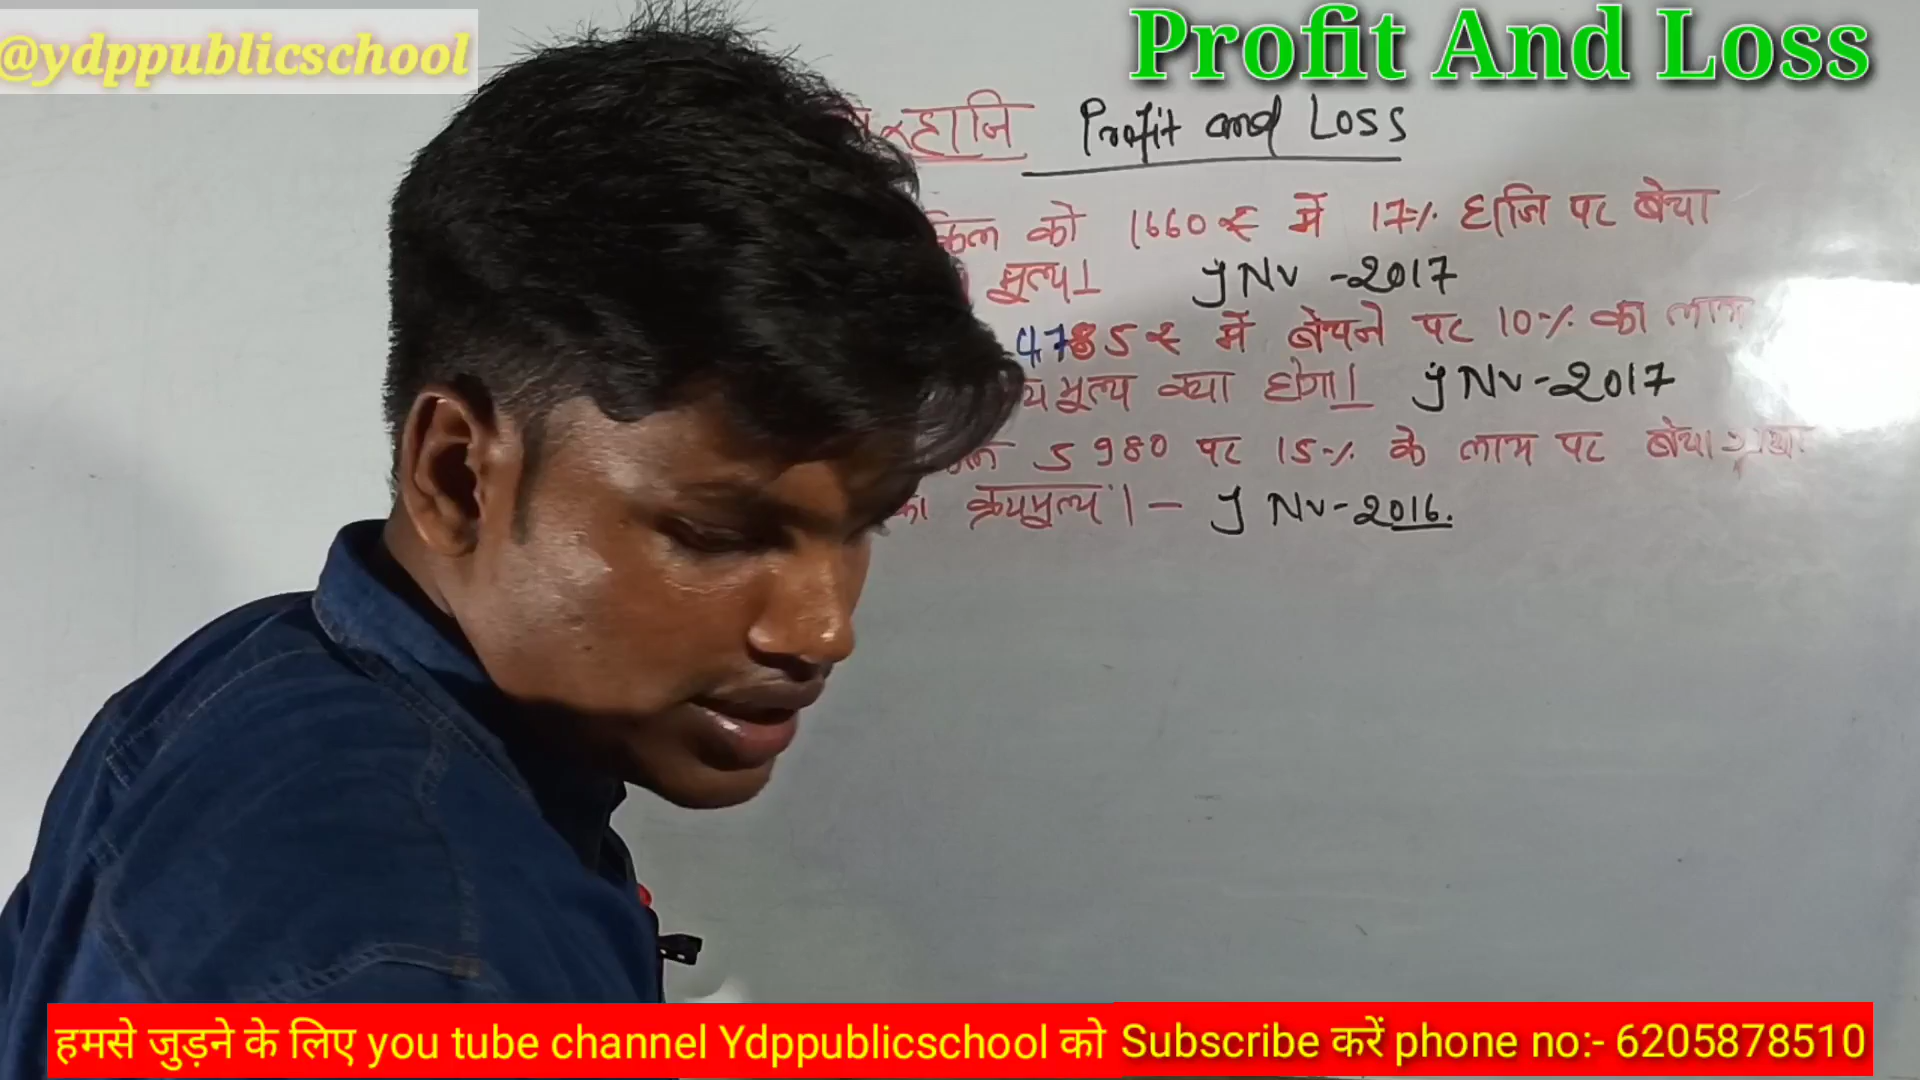 @ydppublicschool
Profit And Loss
हानि Profit and Loss
को 1660 रु में 17% हानि पर बेचा
मूल्य। JNV - 2017
4785 रु में बेचने पर 10% का लाभ
मूल्य क्या होगा। JNV - 2017
5980 पर 15% के लाभ पर बेचा
का क्रयमूल्य। - JNV - 2016.
हमसे जुड़ने के लिए you tube channel Ydppublicschool को Subscribe करें phone no:- 6205878510